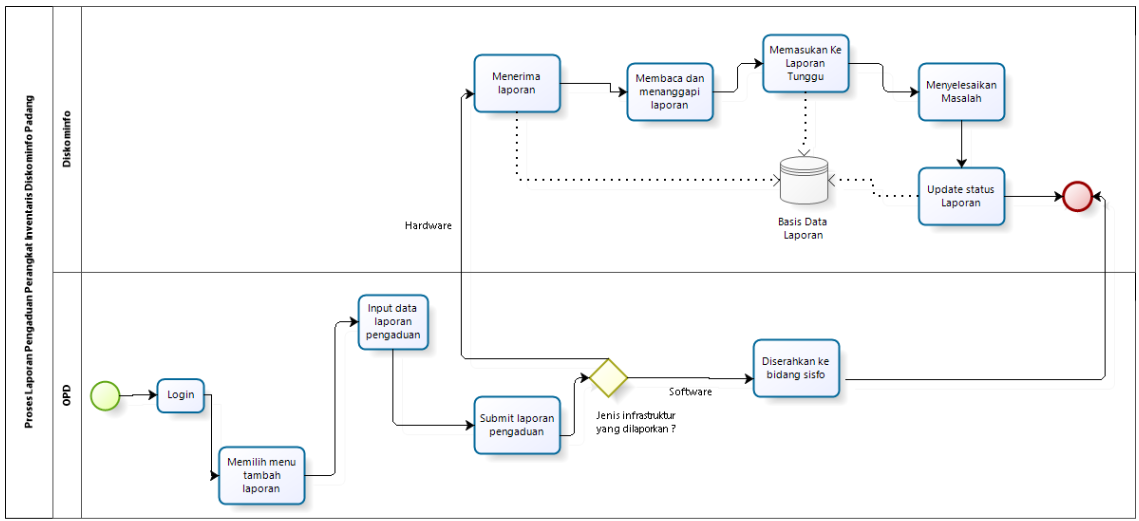 Proses Laporan Pengaduan Perangkat Inventaris Diskominfo Padang
Diskominfo
Menerima
laporan
Membaca dan
menanggapi
laporan
Memasukan Ke
Laporan
Tunggu
Menyelesaikan
Masalah
Update status
Laporan
Basis Data
Laporan
Hardware
OPD
Login
Memilih menu
tambah
laporan
Input data
laporan
pengaduan
Submit laporan
pengaduan
Jenis infrastruktur
yang dilaporkan ?
Software
Diserahkan ke
bidang sisfo